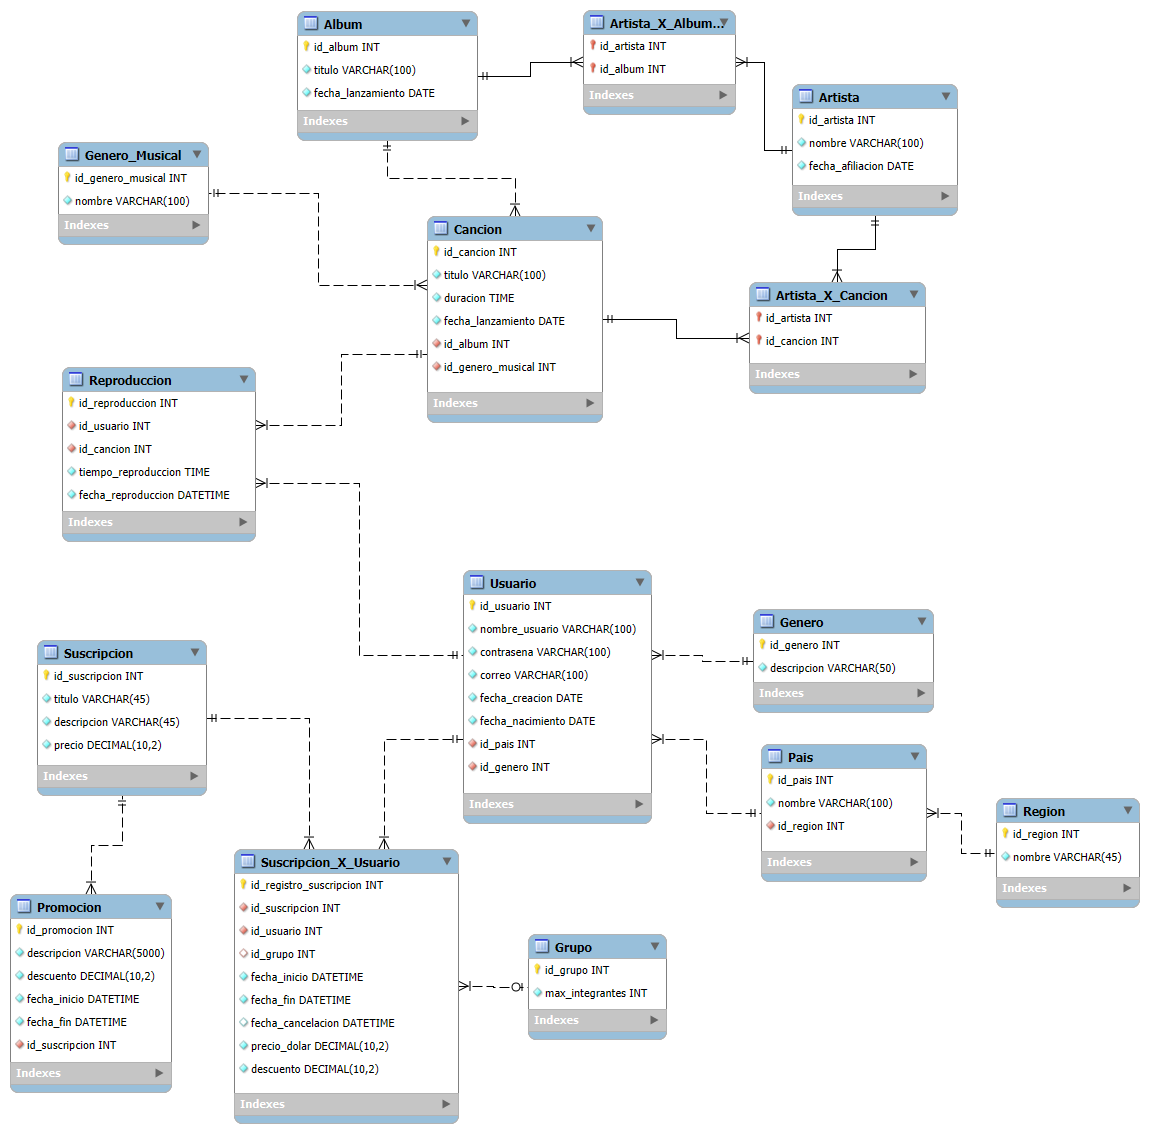 Album
id_album INT
titulo VARCHAR(100)
fecha_lanzamiento DATE
Indexes
Artista_X_Album...
id_artista INT
id_album INT
Indexes
Artista
id_artista INT
nombre VARCHAR(100)
fecha_afiliacion DATE
Indexes
Genero_Musical
id_genero_musical INT
nombre VARCHAR(100)
Indexes
Cancion
id_cancion INT
titulo VARCHAR(100)
duracion TIME
fecha_lanzamiento DATE
id_album INT
id_genero_musical INT
Indexes
Artista_X_Cancion
id_artista INT
id_cancion INT
Indexes
Reproduccion
id_reproduccion INT
id_usuario INT
id_cancion INT
tiempo_reproduccion TIME
fecha_reproduccion DATETIME
Indexes
Usuario
id_usuario INT
nombre_usuario VARCHAR(100)
contrasena VARCHAR(100)
correo VARCHAR(100)
fecha_creacion DATE
fecha_nacimiento DATE
id_pais INT
id_genero INT
Indexes
Genero
id_genero INT
descripcion VARCHAR(50)
Indexes
Suscripcion
id_suscripcion INT
titulo VARCHAR(45)
descripcion VARCHAR(45)
precio DECIMAL(10,2)
Indexes
Pais
id_pais INT
nombre VARCHAR(100)
id_region INT
Indexes
Region
id_region INT
nombre VARCHAR(45)
Indexes
Suscripcion_X_Usuario
id_registro_suscripcion INT
id_suscripcion INT
id_usuario INT
id_grupo INT
fecha_inicio DATETIME
fecha_fin DATETIME
fecha_cancelacion DATETIME
precio_dolar DECIMAL(10,2)
descuento DECIMAL(10,2)
Indexes
Promocion
id_promocion INT
descripcion VARCHAR(5000)
descuento DECIMAL(10,2)
fecha_inicio DATETIME
fecha_fin DATETIME
id_suscripcion INT
Indexes
Grupo
id_grupo INT
max_integrantes INT
Indexes